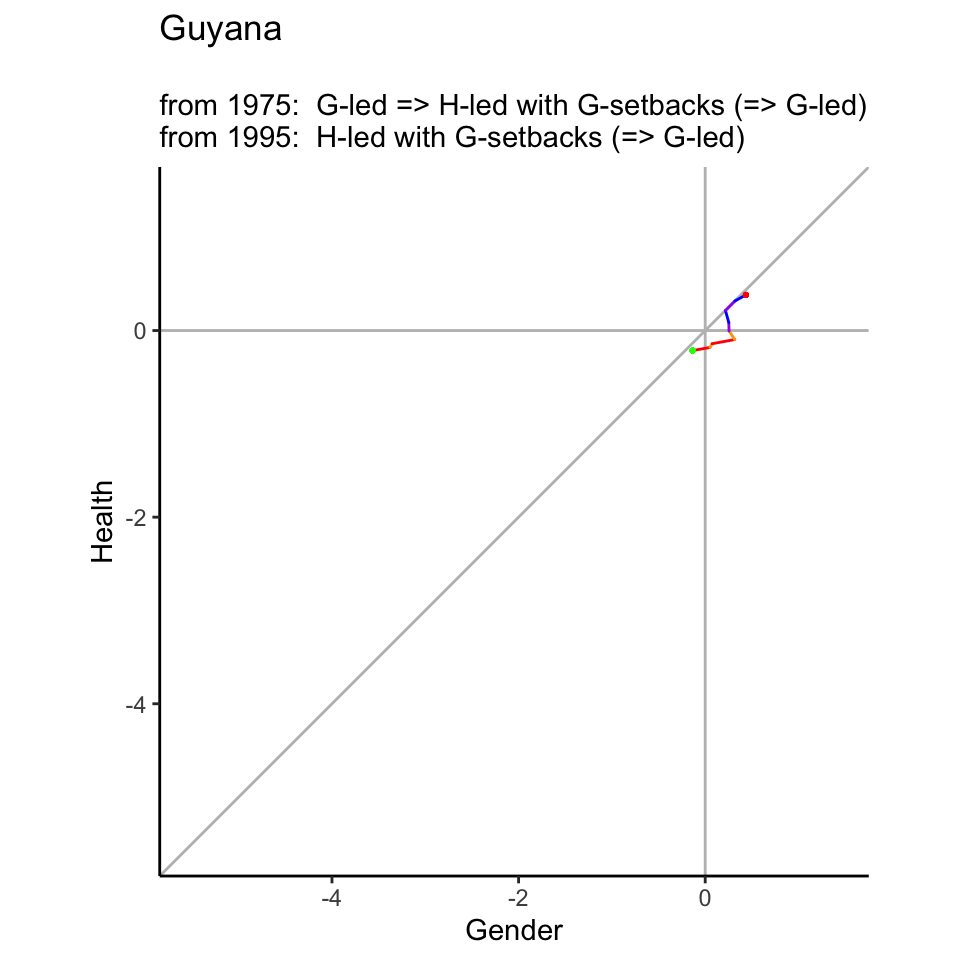 Guyana
from 1975:  G-led => H-led with G-setbacks (=> G-led)
from 1995:  H-led with G-setbacks (=> G-led)
0
-2
-4
Health
-4
-2
0
Gender